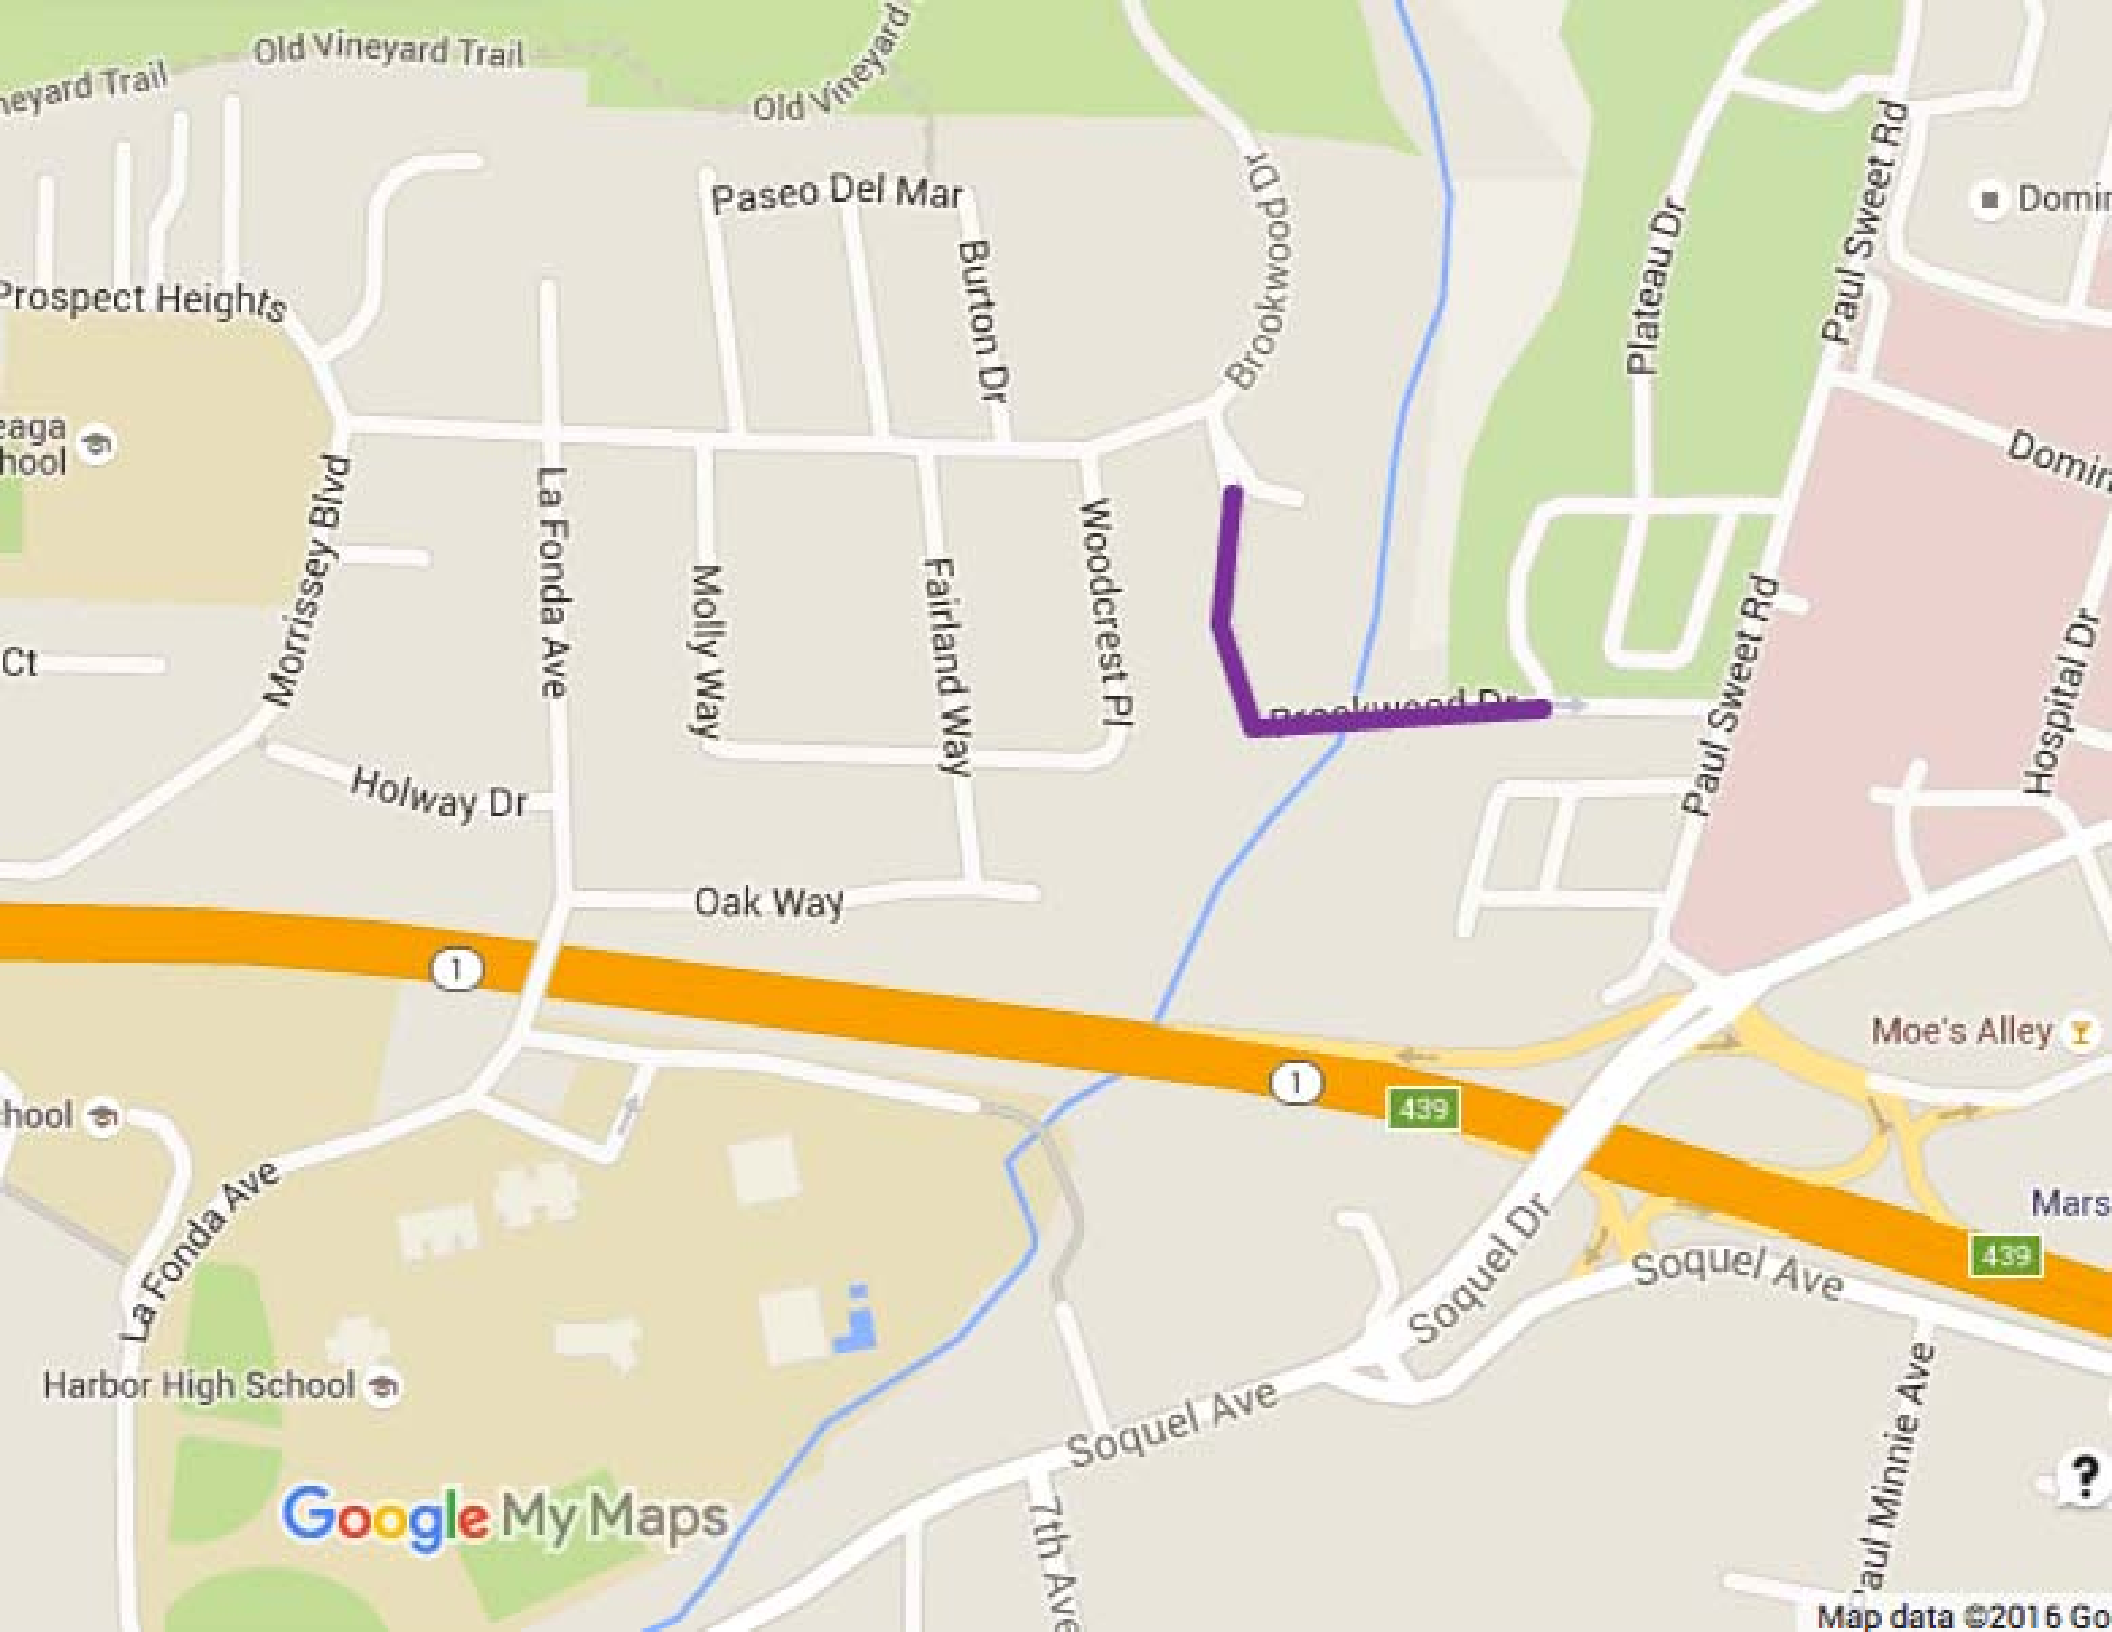 Old Vineyard Trail
neyard Trail
Old Vineyard
Brookwood Dr
Paul Sweet Rd
Paseo Del Mar
Plateau Dr
Domin
Prospect Heights
Burton Dr
eaga
hool
Domin
Morrissey Blvd
La Fonda Ave
Molly Way
Fairland Way
Woodcrest Pl
Ct
Brookwood Dr
Paul Sweet Rd
Hospital Dr
Holway Dr
Oak Way
1
Moe's Alley
1
439
hool
La Fonda Ave
Mars
Soquel Dr
Soquel Ave
439
Harbor High School
Soquel Ave
Google My Maps
7th Ave
aul Minnie Ave
?
Map data ©2016 Go